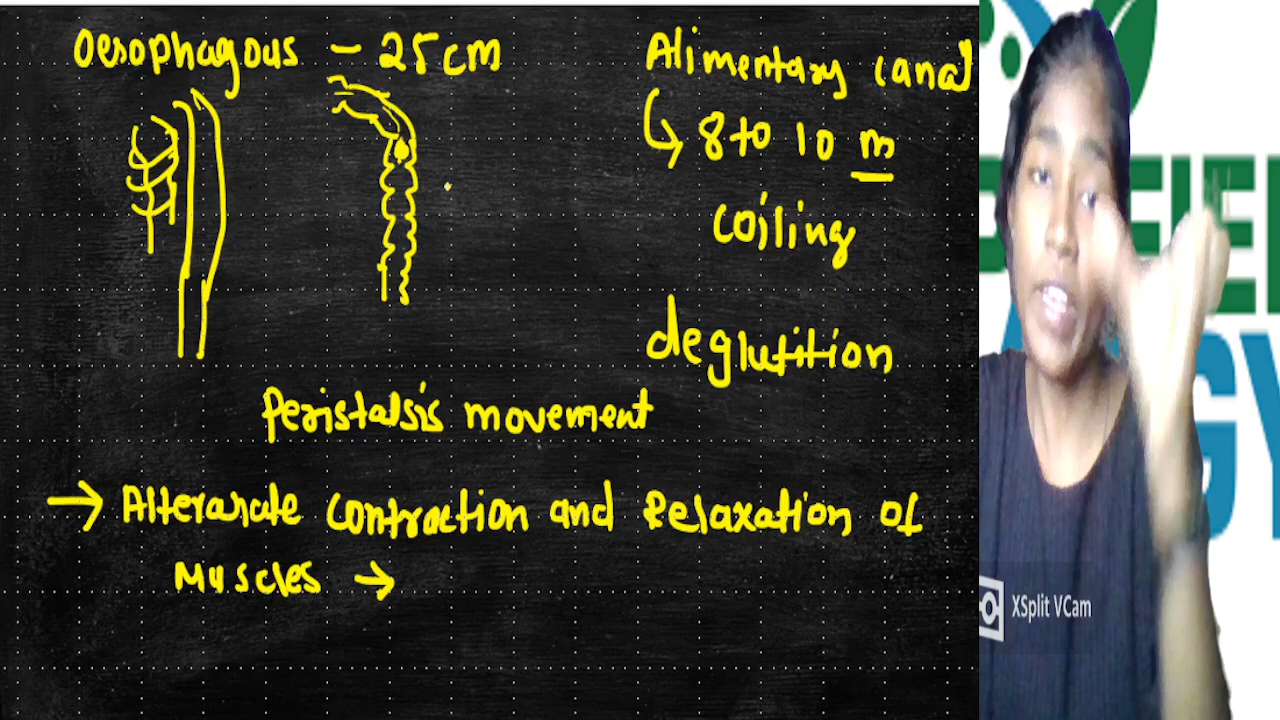 Oesophagous - 25 cm
Alimentary Canal
↳ 8 to 10 m
Coiling
deglutition
Peristalsis movement
→ Alterarate contraction and Relaxation of
Muscles →
XSplit VCam